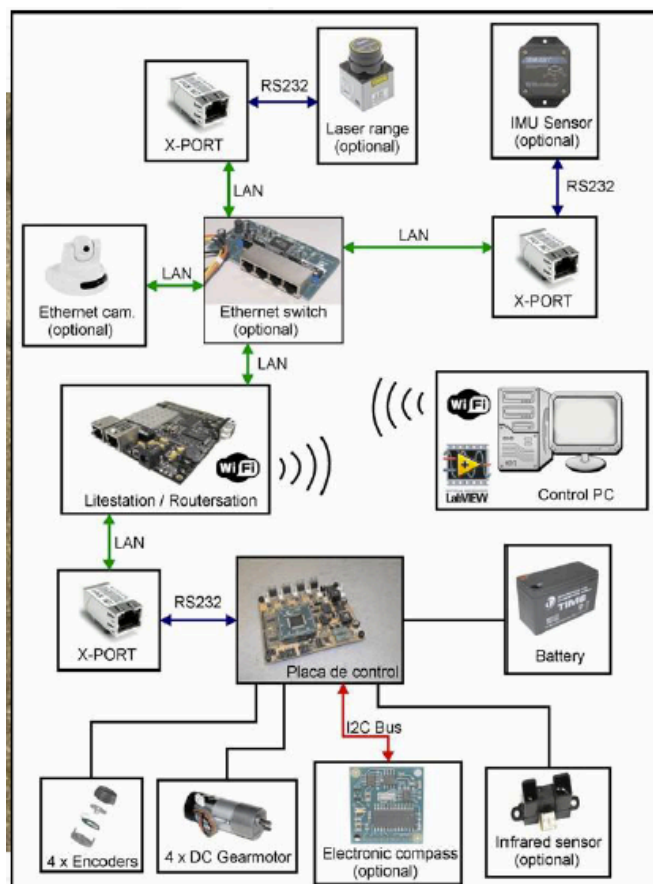 RS232
X-PORT
Laser range
(optional)
IMU Sensor
(optional)
RS232
LAN
LAN
X-PORT
Ethernet cam.
(optional)
LAN
Ethernet switch
(optional)
LAN
Wi Fi
Litestation / Routersation
Wi Fi
LabVIEW
Control PC
LAN
X-PORT
RS232
Placa de control
TIME
Battery
I2C Bus
4 x Encoders
4 x DC Gearmotor
Electronic compass
(optional)
Infrared sensor
(optional)